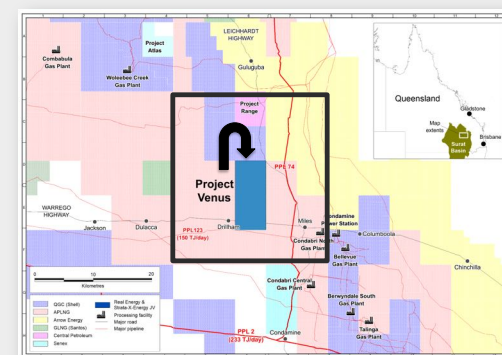 LEICHHARDT
HIGHWAY
Combabula
Gas Plant
Woleebee Creek
Gas Plant
Project
Atlas
Guluguba
Queensland
Gladstone
Map
extents
Brisbane
Surat
Basin
Project
Range
PPL 74
Project
Venus
WARREGO
HIGHWAY
Jackson
Dulacca
Drillham
Miles
PPL123
(150 TJ/day)
Condamine
Power Station
Condabri North
Gas Plant
Columboola
Bellevue
Gas Plant
Chinchilla
Condabri Central
Gas Plant
Berwyndale South
Gas Plant
Talinga
Gas Plant
PPL 2
(233 TJ/day)
Condamine
0 10 20
Kilometres
QGC (Shell)
APLNG
Arrow Energy
GLNG (Santos)
Central Petroleum
Senex
Real Energy &
Strata-X-Energy JV
Processing facility
Major road
Major pipeline